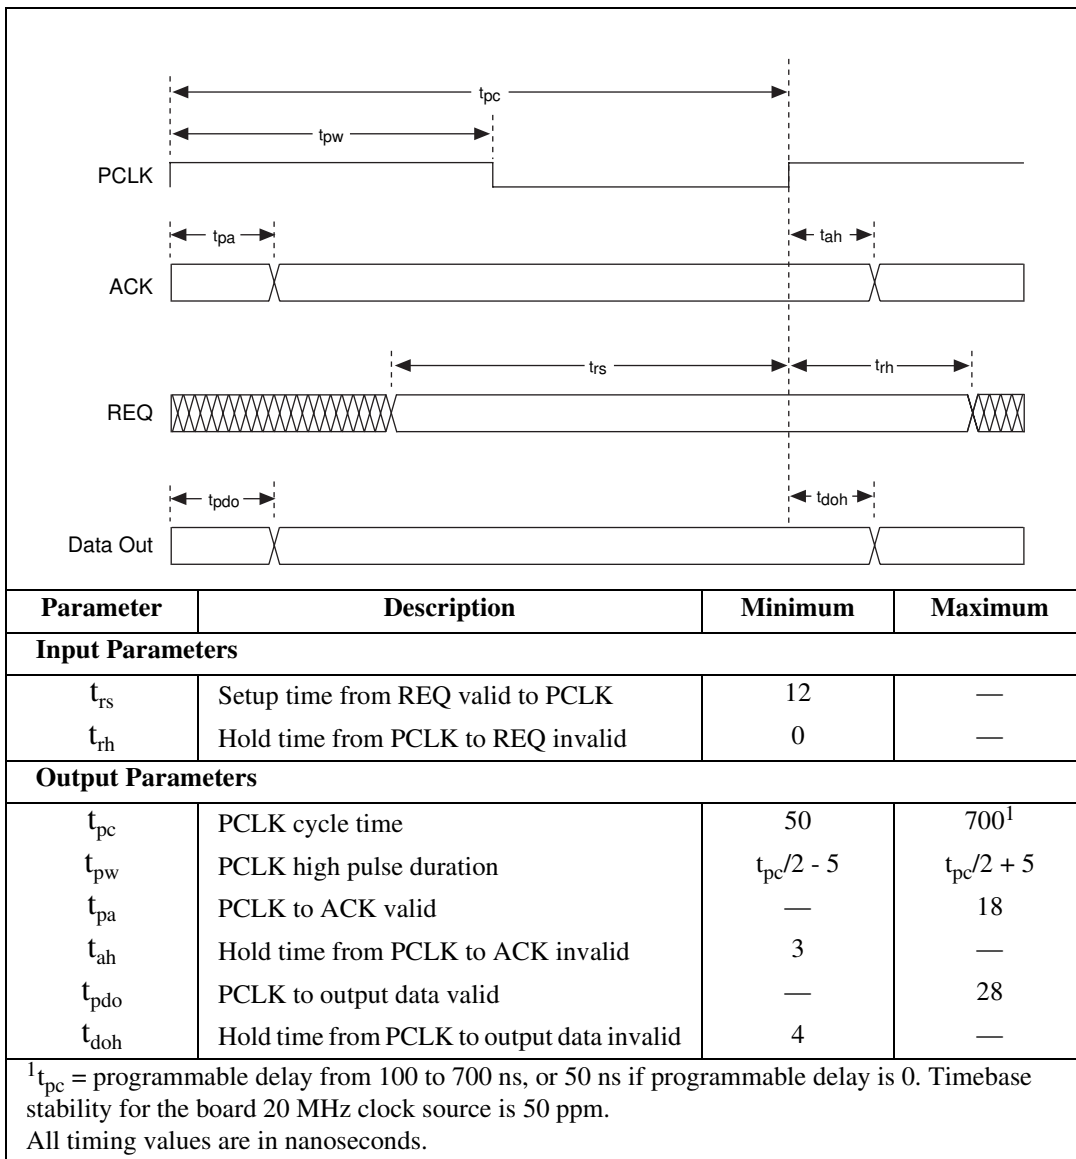 tpc
tpw
PCLK
tpa
tah
ACK
trs
trh
REQ
tpdo
tdoh
Data Out
Parameter Description Minimum Maximum
Input Parameters
trs Setup time from REQ valid to PCLK 12 —
trh Hold time from PCLK to REQ invalid 0 —
Output Parameters
tpc PCLK cycle time 50 700¹
tpw PCLK high pulse duration tpc/2 - 5 tpc/2 + 5
tpa PCLK to ACK valid — 18
tah Hold time from PCLK to ACK invalid 3 —
tpdo PCLK to output data valid — 28
tdoh Hold time from PCLK to output data invalid 4 —
¹tpc = programmable delay from 100 to 700 ns, or 50 ns if programmable delay is 0. Timebase
stability for the board 20 MHz clock source is 50 ppm.
All timing values are in nanoseconds.